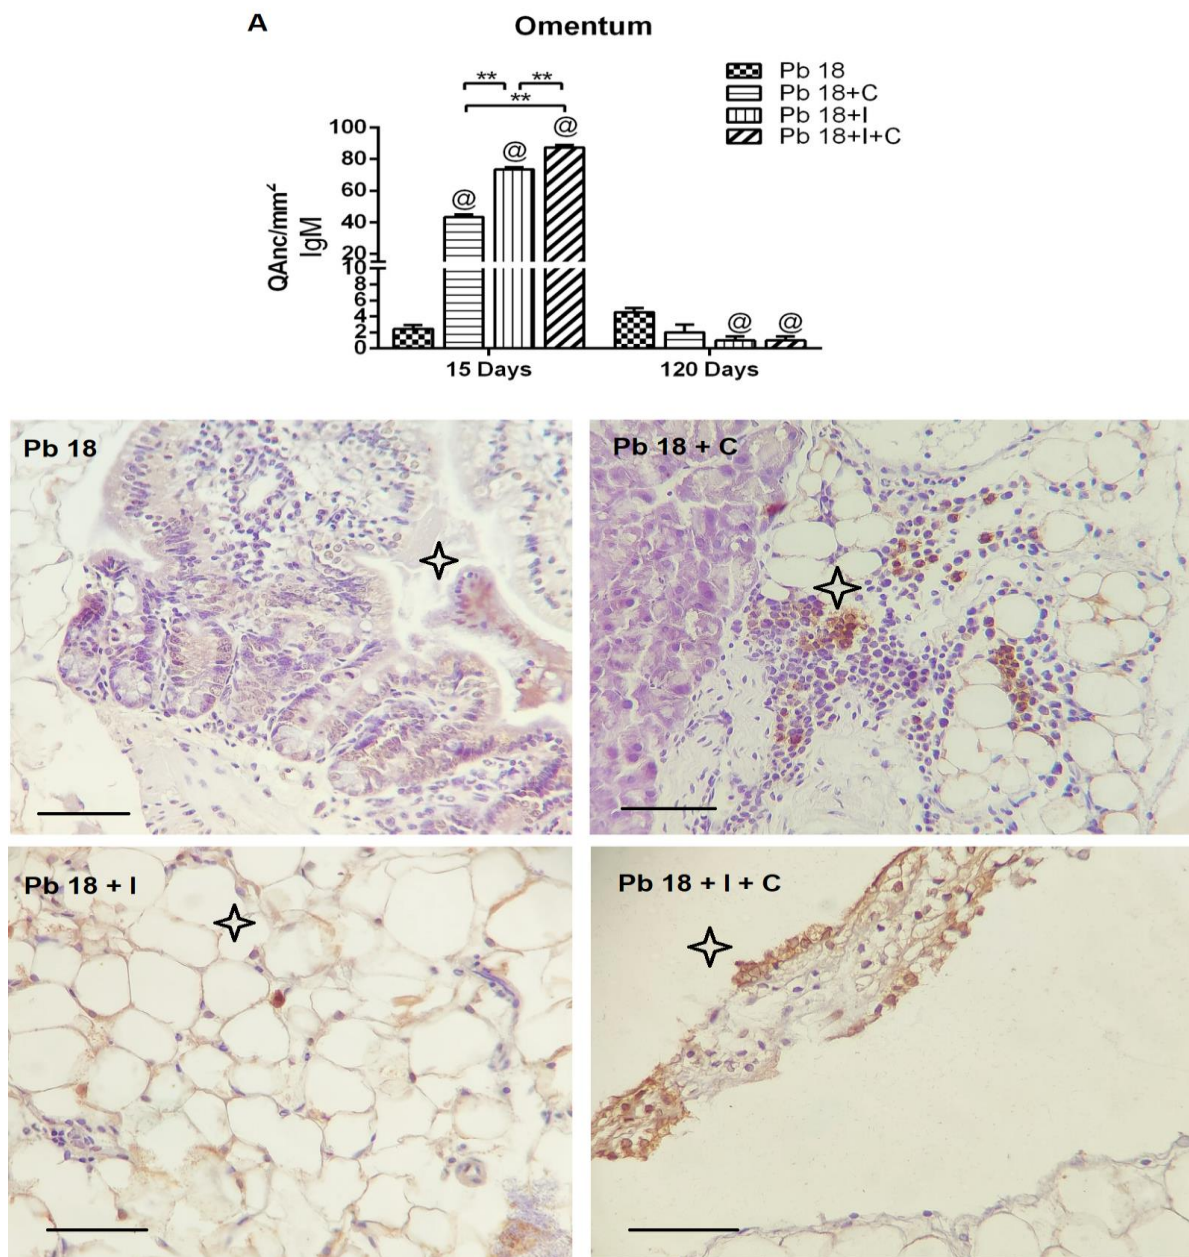 A
Omentum
Pb 18
Pb 18+C
Pb 18+I
Pb 18+I+C
** **
**
@ @ @
QAnc/mm²
IgM
100
80
60
40
20
10
8
6
4
2
0
@ @
15 Days
120 Days
Pb 18
Pb 18 + C
Pb 18 + I
Pb 18 + I + C